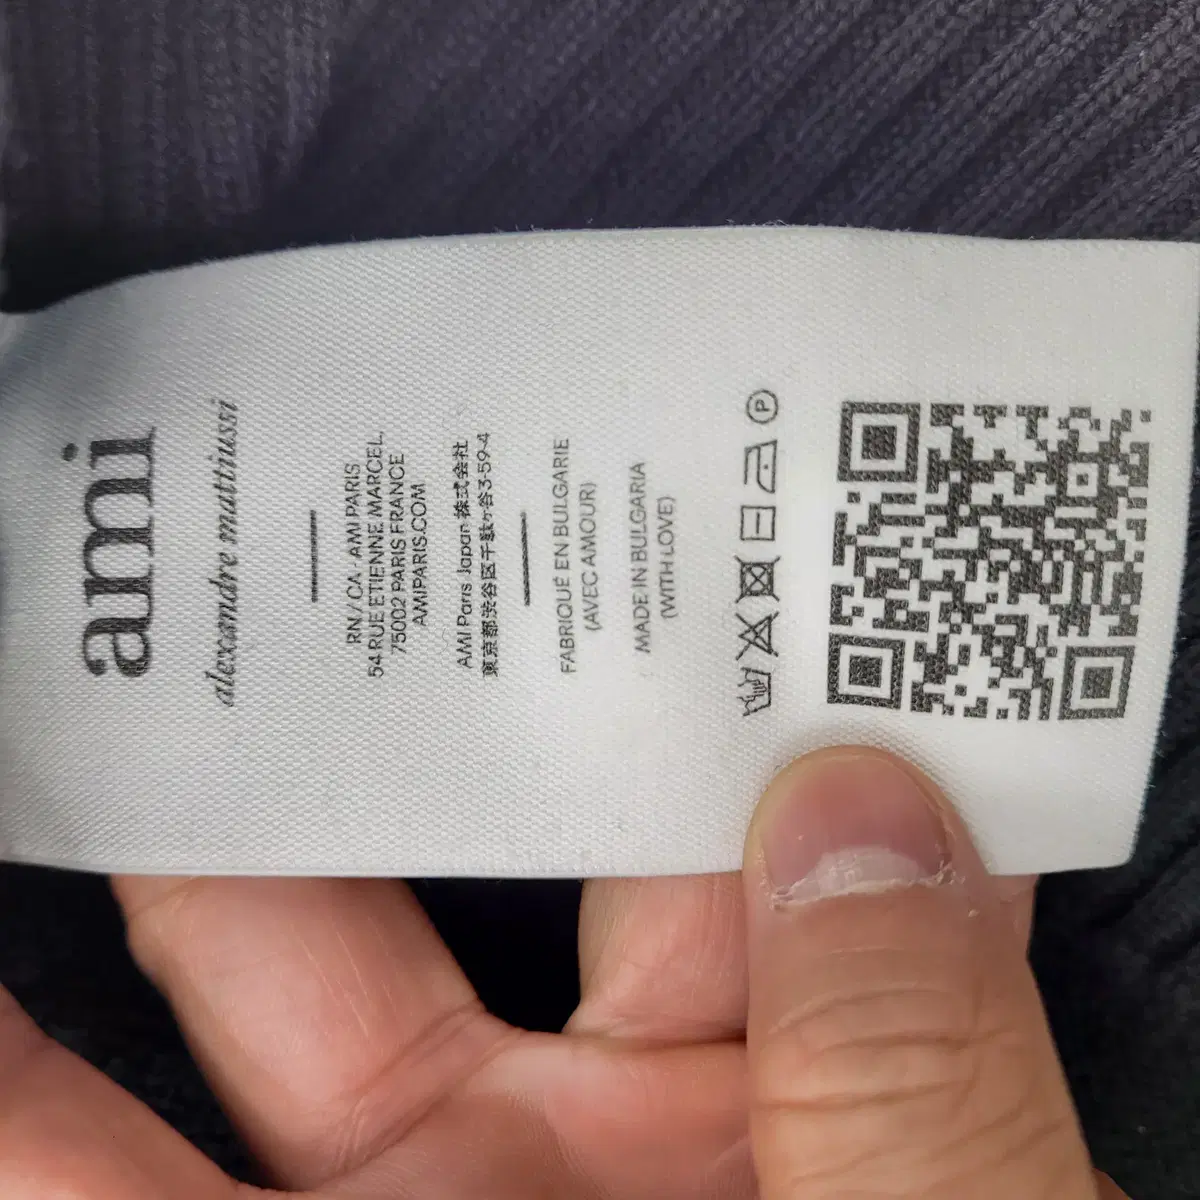 ami
alexandre mattiussi
RN / CA - AMI PARIS
54 RUE ETIENNE MARCEL,
75002 PARIS FRANCE
AMIPARIS.COM
AMI Paris Japan 株式会社
東京都渋谷区千駄ヶ谷3-59-4
FABRIQUÉ EN BULGARIE
(AVEC AMOUR)
MADE IN BULGARIA
(WITH LOVE)
P